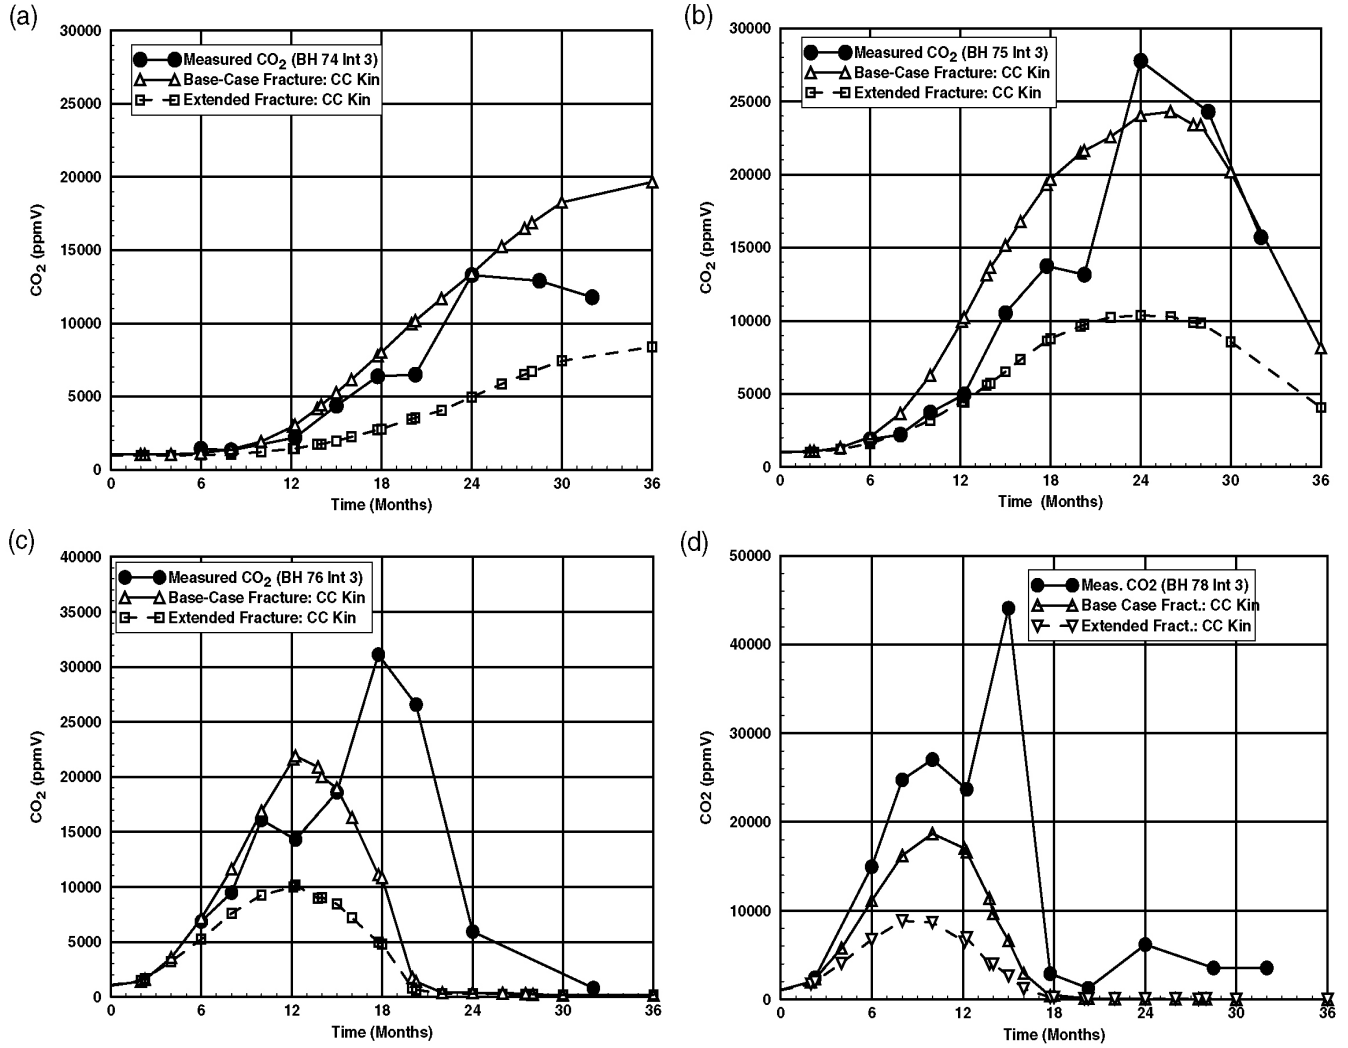 (a)
30000
25000
20000
15000
10000
5000
0
CO2 (ppmV)
Measured CO2 (BH 74 Int 3)
Base-Case Fracture: CC Kin
Extended Fracture: CC Kin
0 6 12 18 24 30 36
Time (Months)
(b)
30000
25000
20000
15000
10000
5000
0
CO2 (ppmV)
Measured CO2 (BH 75 Int 3)
Base-Case Fracture: CC Kin
Extended Fracture: CC Kin
0 6 12 18 24 30 36
Time (Months)
(c)
40000
35000
30000
25000
20000
15000
10000
5000
0
CO2 (ppmV)
Measured CO2 (BH 76 Int 3)
Base-Case Fracture: CC Kin
Extended Fracture: CC Kin
0 6 12 18 24 30 36
Time (Months)
(d)
50000
40000
30000
20000
10000
0
CO2 (ppmV)
Meas. CO2 (BH 78 Int 3)
Base Case Fract.: CC Kin
Extended Fract.: CC Kin
0 6 12 18 24 30 36
Time (Months)